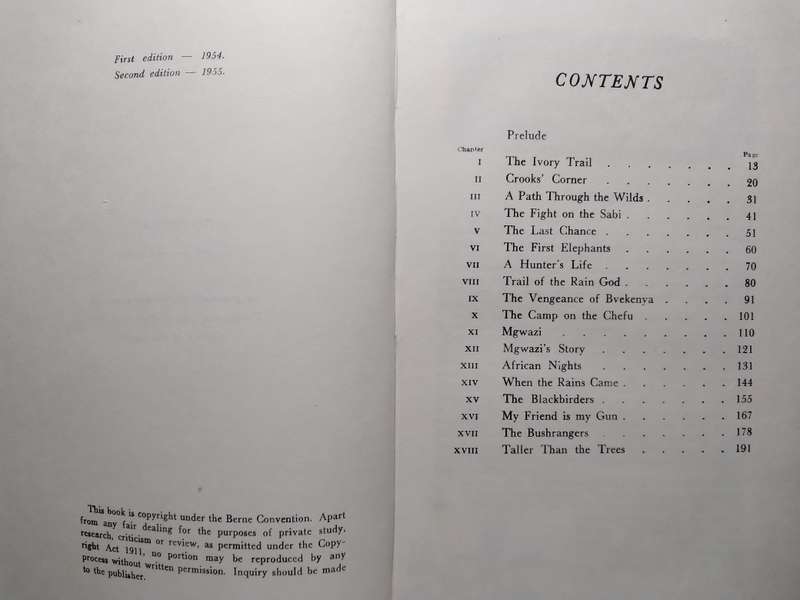 First edition — 1954.
Second edition — 1955.
This book is copyright under the Berne Convention. Apart
from any fair dealing for the purposes of private study,
research, criticism or review, as permitted under the Copy-
right Act 1911, no portion may be reproduced by any
process without written permission. Inquiry should be made
to the publisher.
CONTENTS
Prelude
Chapter Page
I The Ivory Trail . . . . . . . 13
II Crooks' Corner . . . . . . . 20
III A Path Through the Wilds . . . . . 31
IV The Fight on the Sabi . . . . . . 41
V The Last Chance . . . . . . . 51
VI The First Elephants . . . . . . 60
VII A Hunter's Life . . . . . . . 70
VIII Trail of the Rain God . . . . . . 80
IX The Vengeance of Bvekenya . . . . 91
X The Camp on the Chefu . . . . . 101
XI Mgwazi . . . . . . . . . 110
XII Mgwazi's Story . . . . . . . 121
XIII African Nights . . . . . . . 131
XIV When the Rains Came . . . . . . 144
XV The Blackbirders . . . . . . . 155
XVI My Friend is my Gun . . . . . . 167
XVII The Bushrangers . . . . . . . 178
XVIII Taller Than the Trees . . . . . 191